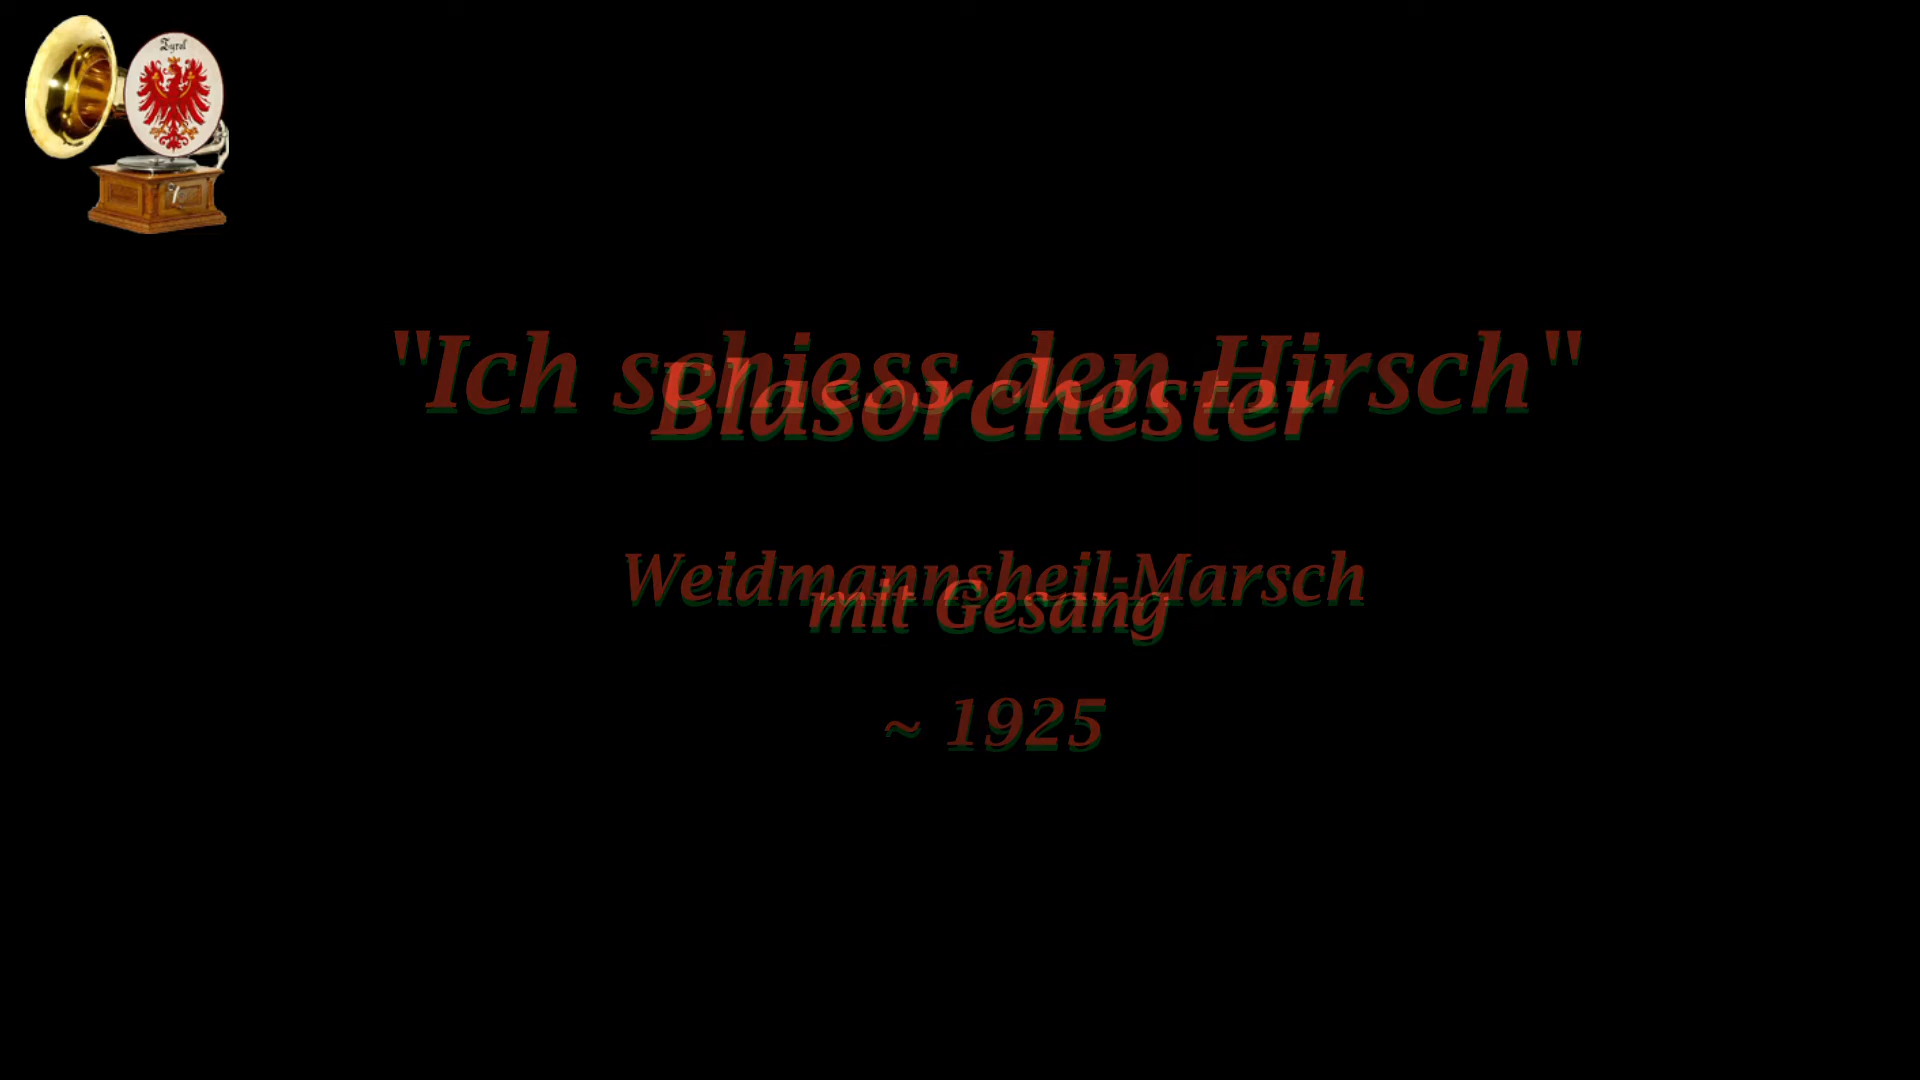 Tyrol
"Ich schiess den Hirsch"
Blasorchester
Weidmannsheil-Marsch
mit Gesang
~ 1925